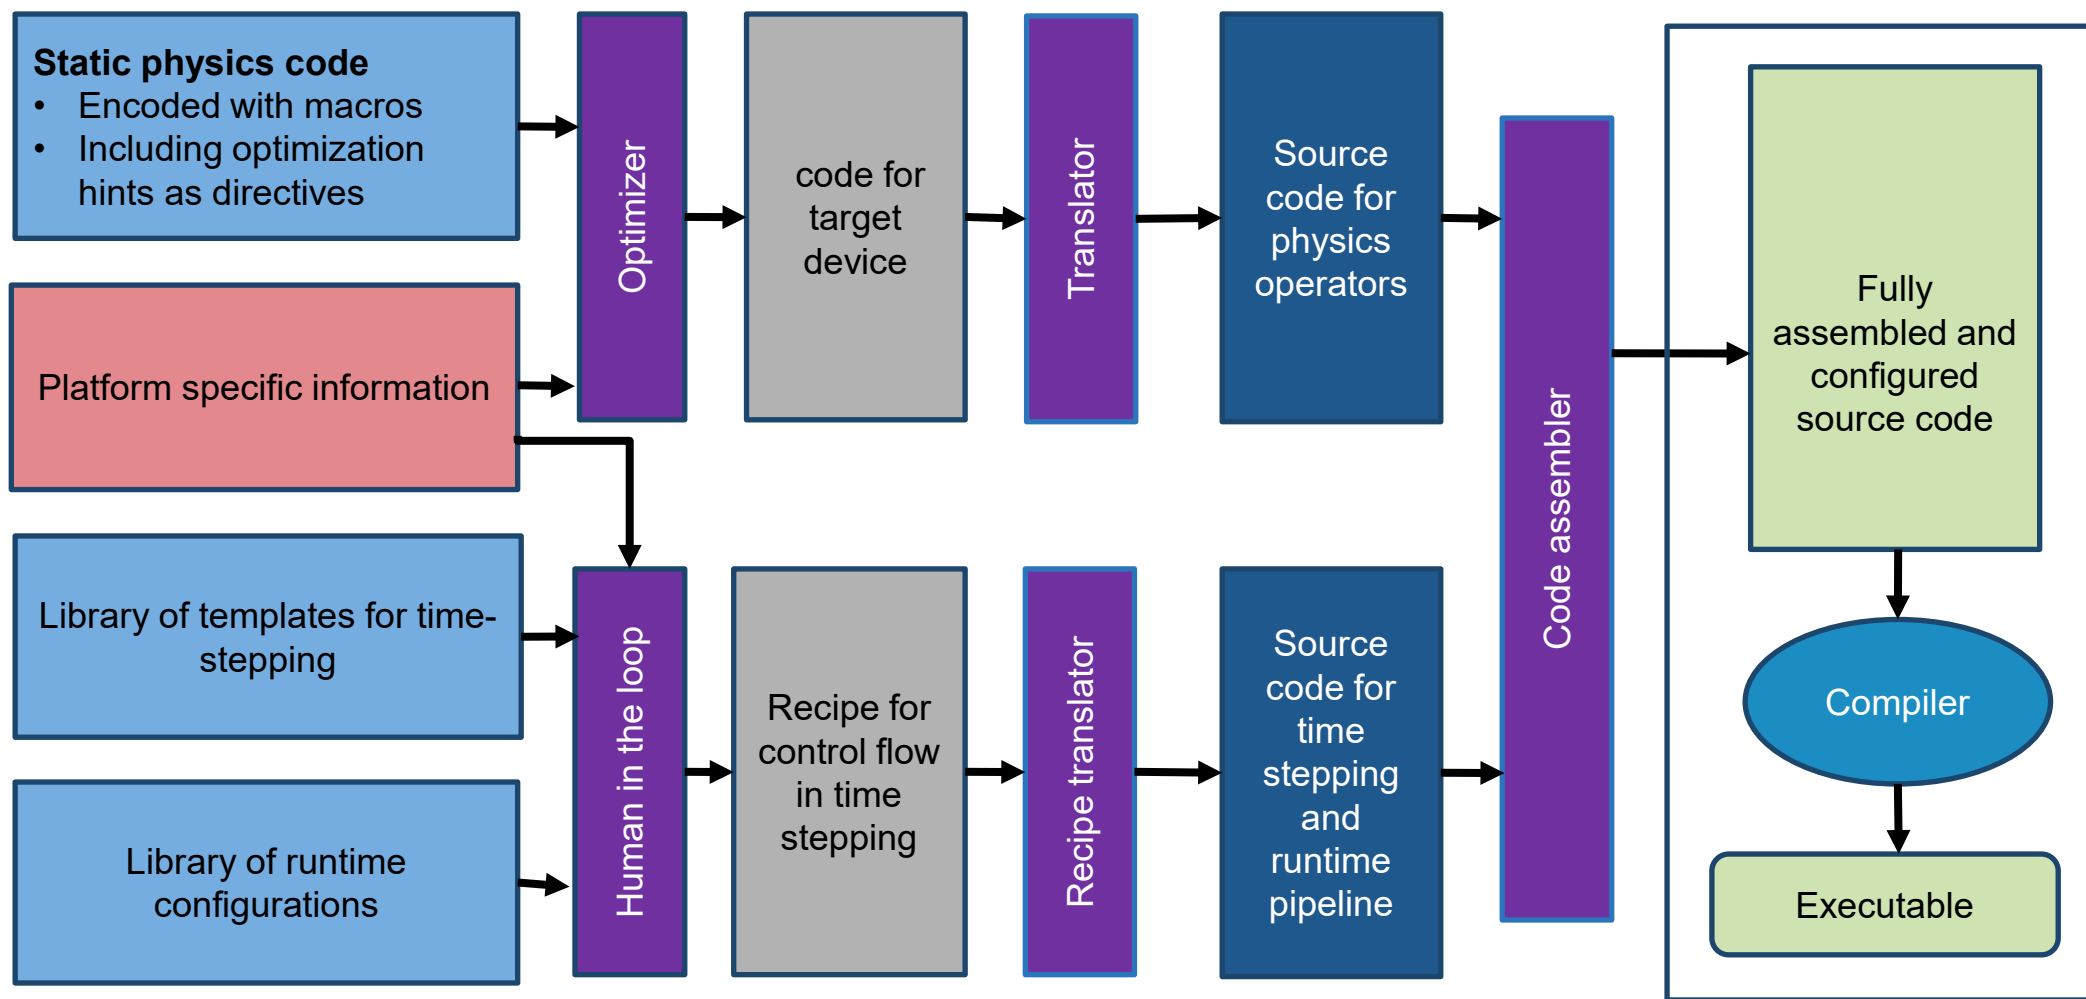 Static physics code
• Encoded with macros
• Including optimization
hints as directives
Platform specific information
Library of templates for time-
stepping
Library of runtime
configurations
Optimizer
Human in the loop
code for
target
device
Recipe for
control flow
in time
stepping
Translator
Recipe translator
Source
code for
physics
operators
Source
code for
time
stepping
and
runtime
pipeline
Code assembler
Fully
assembled and
configured
source code
Compiler
Executable